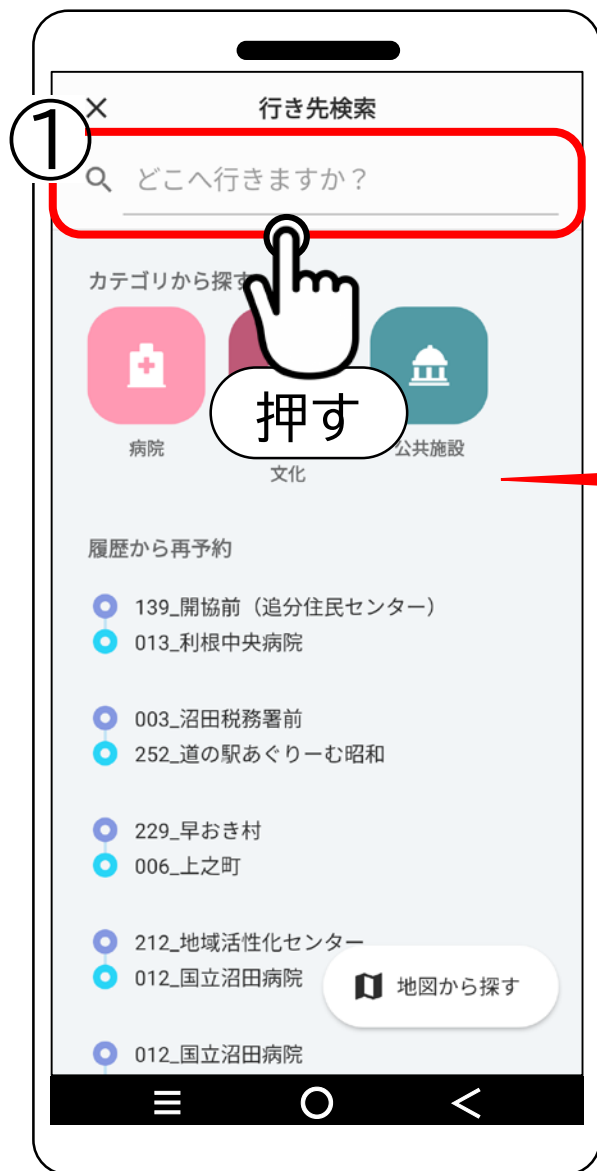 ①
行き先検索
どこへ行きますか？
カテゴリから探す
押す
病院
文化
公共施設
履歴から再予約
139_開協前（追分住民センター）
013_利根中央病院
003_沼田税務署前
252_道の駅あぐりーむ昭和
229_早おき村
006_上之町
212_地域活性化センター
012_国立沼田病院
地図から探す
012_国立沼田病院